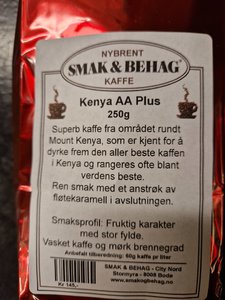 NYBRENT
SMAK & BEHAG
KAFFE
Kenya AA Plus
250g
Superb kaffe fra området rundt
Mount Kenya, som er kjent for å
dyrke frem den aller beste kaffen
i Kenya og rangeres ofte blant
verdens beste.
Ren smak med et anstrøk av
fløtekaramell i avslutningen.
Smaksprofil: Fruktig karakter
med stor fylde.
Vasket kaffe og mørk brennegrad
Anbefalt tilberedning: 60g kaffe pr liter
SMAK & BEHAG - City Nord
Stormyra - 8008 Bodø
www.smakogbehag.no
Kr 145,-